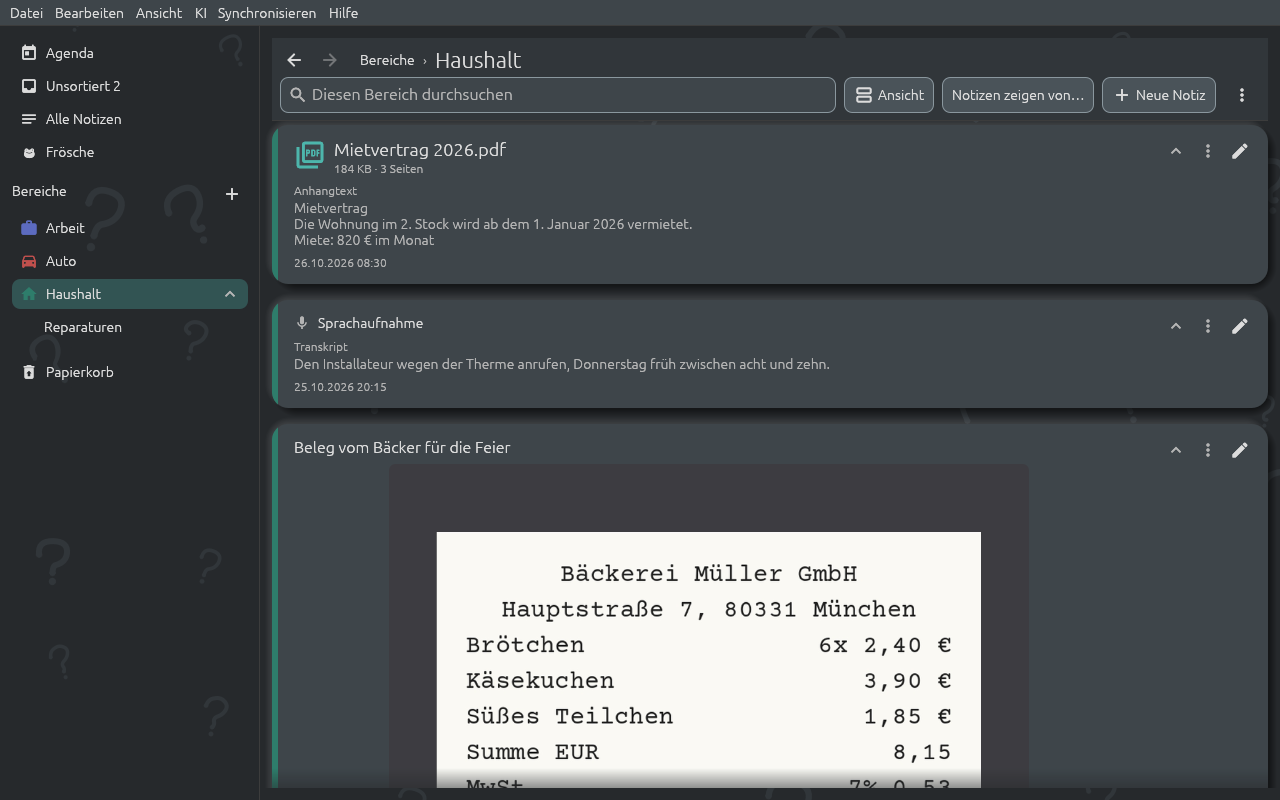 Datei Bearbeiten Ansicht KI Synchronisieren Hilfe
Agenda
Unsortiert 2
Alle Notizen
Frösche
Bereiche
Arbeit
Auto
Haushalt
Reparaturen
Papierkorb
Bereiche › Haushalt
Diesen Bereich durchsuchen
Ansicht
Notizen zeigen von…
Neue Notiz
PDF
Mietvertrag 2026.pdf
184 KB · 3 Seiten
Anhangtext
Mietvertrag
Die Wohnung im 2. Stock wird ab dem 1. Januar 2026 vermietet.
Miete: 820 € im Monat
26.10.2026 08:30
Sprachaufnahme
Transkript
Den Installateur wegen der Therme anrufen, Donnerstag früh zwischen acht und zehn.
25.10.2026 20:15
Beleg vom Bäcker für die Feier
Bäckerei Müller GmbH
Hauptstraße 7, 80331 München
Brötchen 6x 2,40 €
Käsekuchen 3,90 €
Süßes Teilchen 1,85 €
Summe EUR 8,15
MwSt 7% 0,53